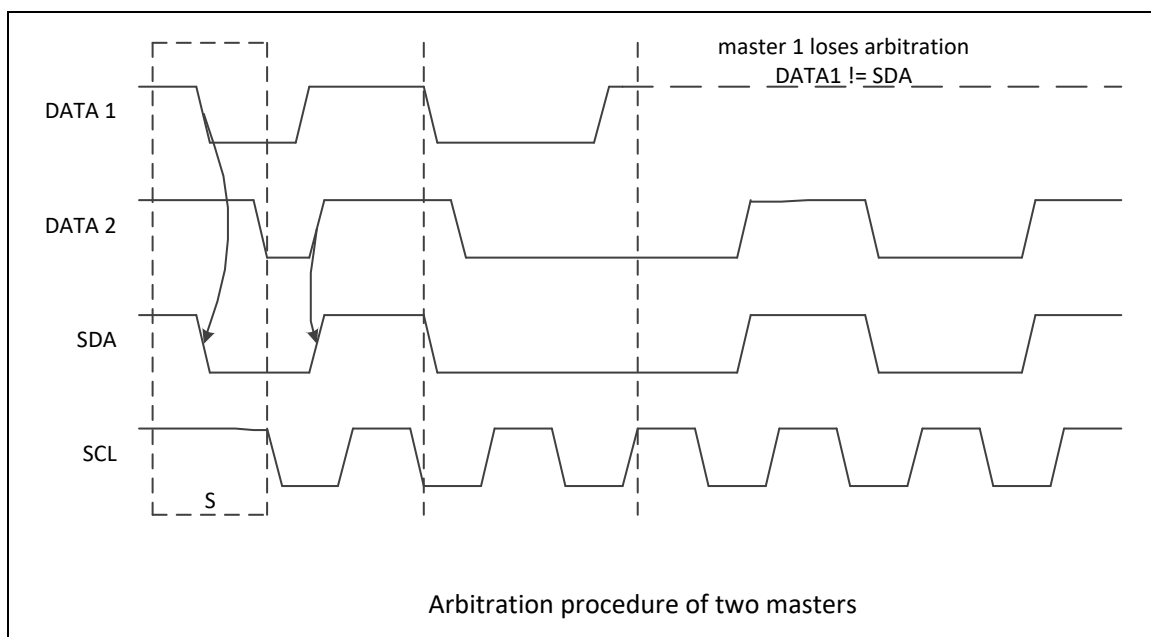 master 1 loses arbitration
DATA1 != SDA
DATA 1
DATA 2
SDA
SCL
S
Arbitration procedure of two masters